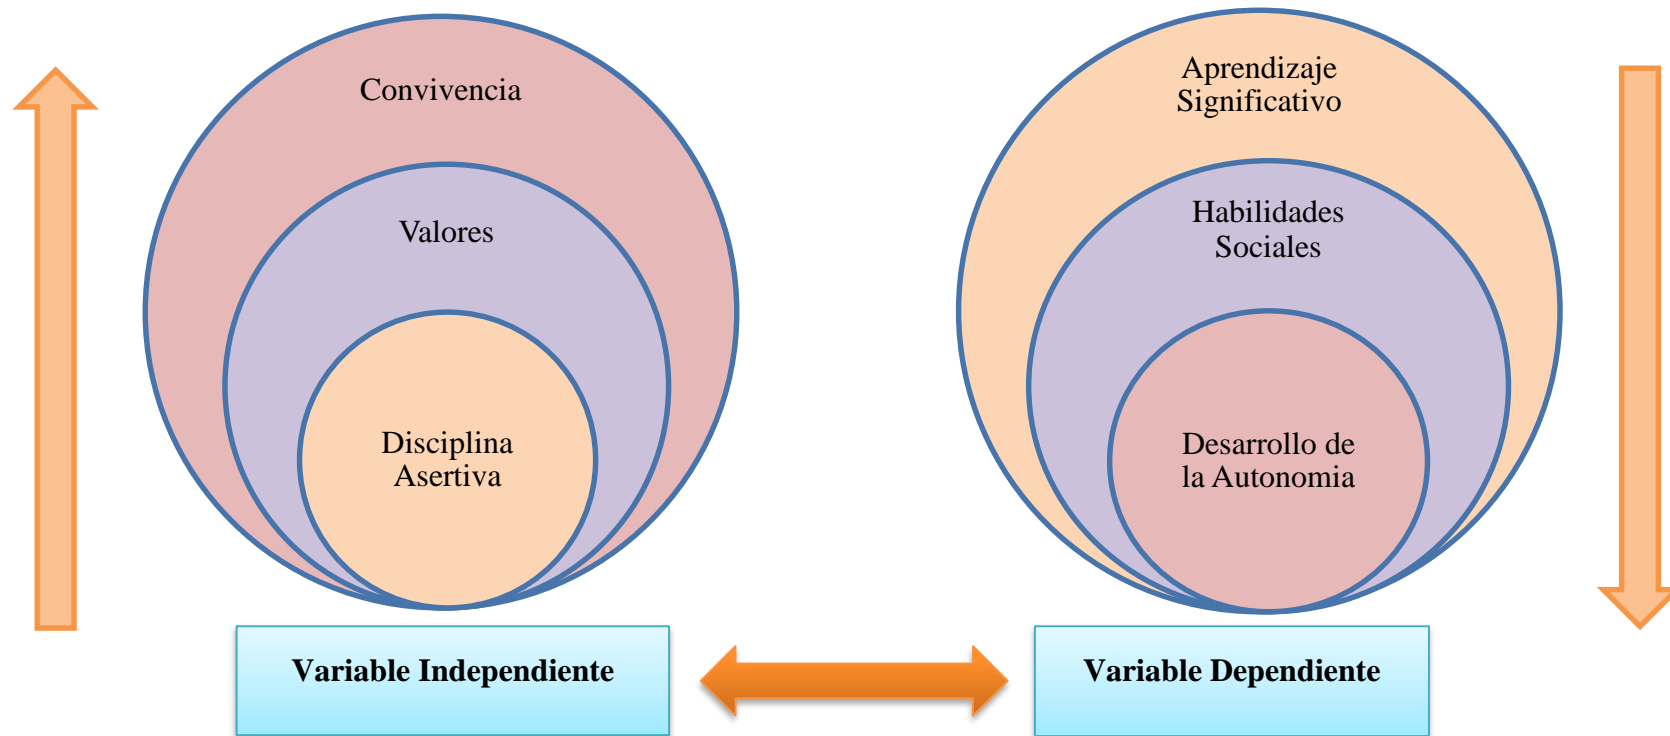 Convivencia
Valores
Disciplina
Asertiva
Aprendizaje
Significativo
Habilidades
Sociales
Desarrollo de
la Autonomia
Variable Independiente
Variable Dependiente